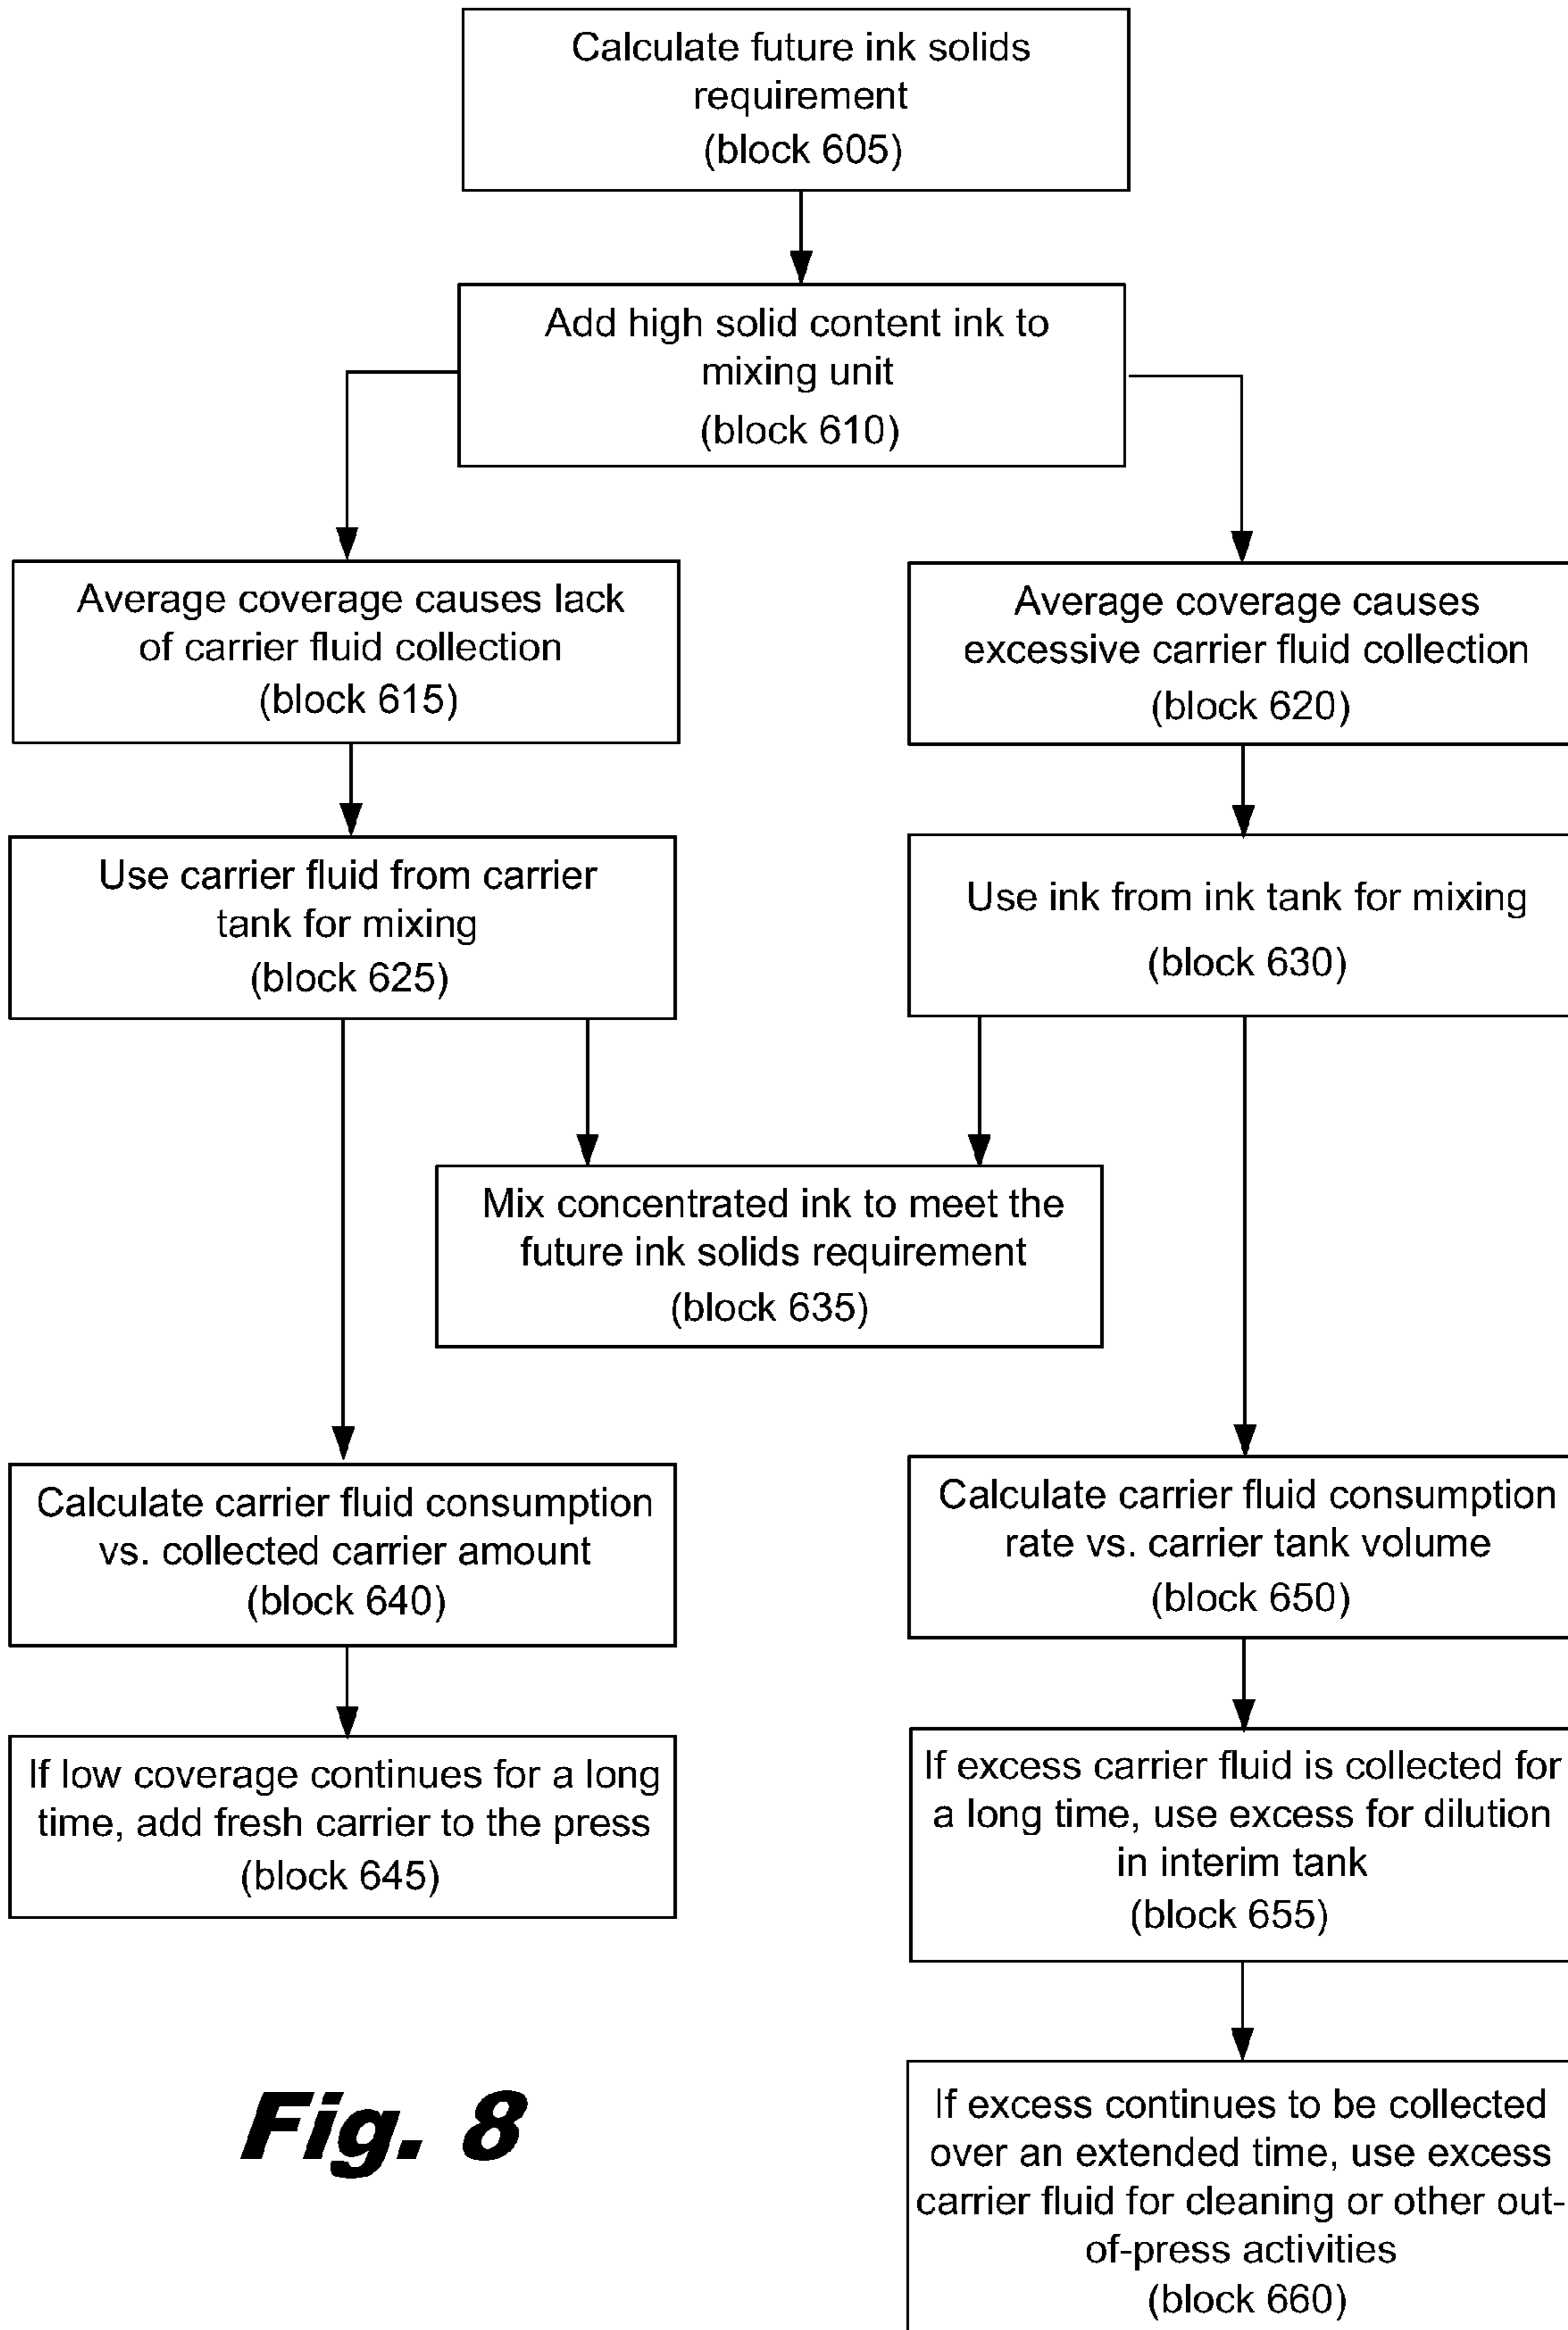 Calculate future ink solids
requirement
(block 605)
Add high solid content ink to
mixing unit
(block 610)
Average coverage causes lack
of carrier fluid collection
(block 615)
Average coverage causes
excessive carrier fluid collection
(block 620)
Use carrier fluid from carrier
tank for mixing
(block 625)
Use ink from ink tank for mixing
(block 630)
Mix concentrated ink to meet the
future ink solids requirement
(block 635)
Calculate carrier fluid consumption
vs. collected carrier amount
(block 640)
Calculate carrier fluid consumption
rate vs. carrier tank volume
(block 650)
If low coverage continues for a long
time, add fresh carrier to the press
(block 645)
If excess carrier fluid is collected for
a long time, use excess for dilution
in interim tank
(block 655)
If excess continues to be collected
over an extended time, use excess
carrier fluid for cleaning or other out-
of-press activities
(block 660)
Fig. 8